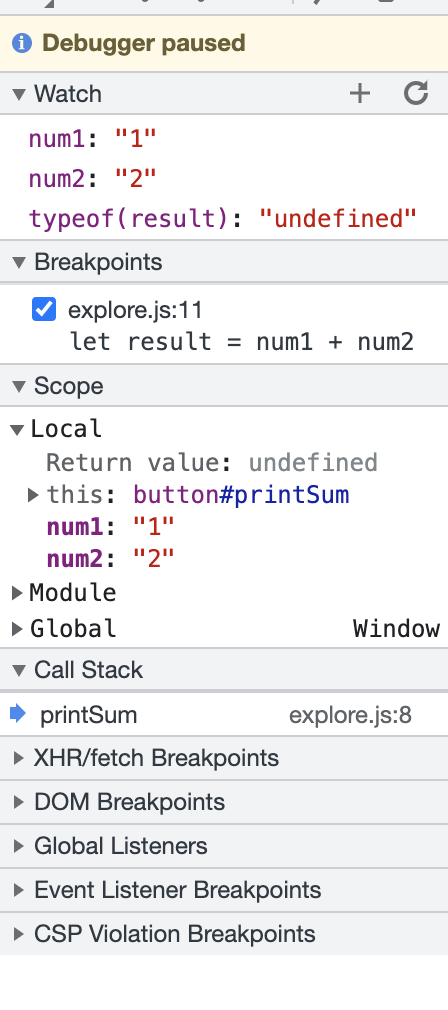 Debugger paused
Watch
num1: "1"
num2: "2"
typeof(result): "undefined"
Breakpoints
explore.js:11
let result = num1 + num2
Scope
Local
Return value: undefined
this: button#printSum
num1: "1"
num2: "2"
Module
Global Window
Call Stack
printSum explore.js:8
XHR/fetch Breakpoints
DOM Breakpoints
Global Listeners
Event Listener Breakpoints
CSP Violation Breakpoints